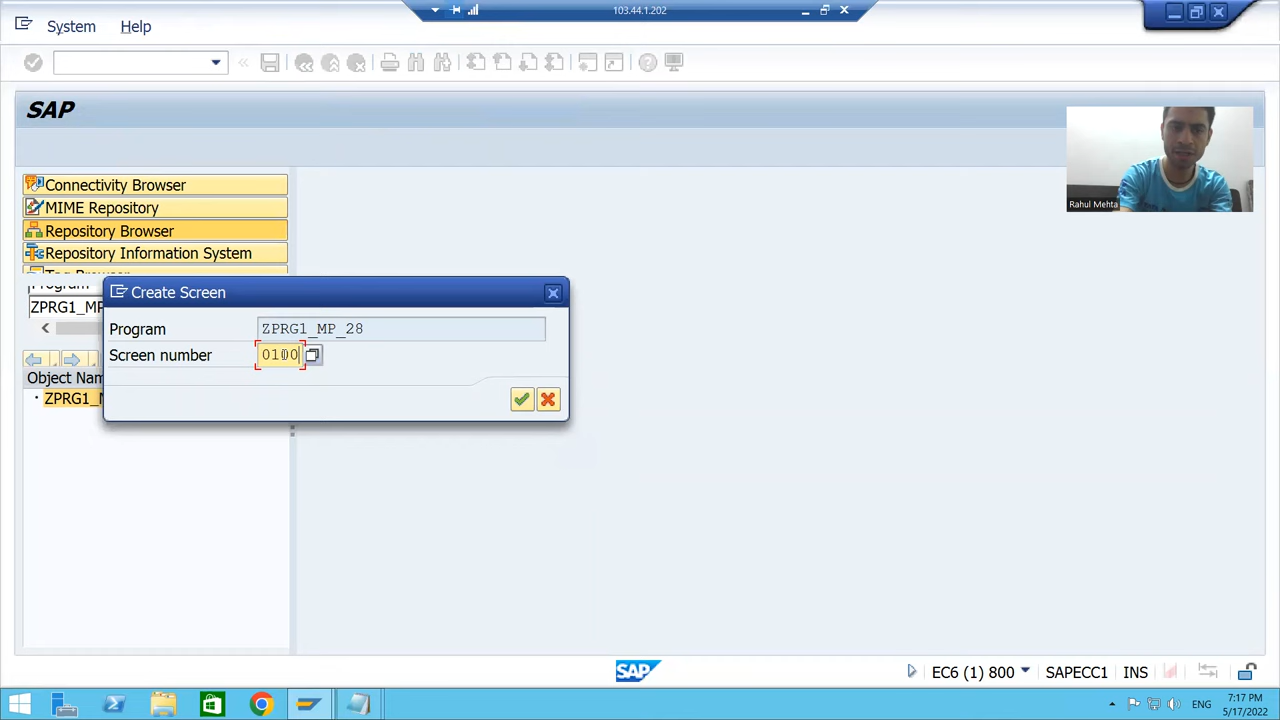 103.44.1.202
System Help
SAP
Rahul Mehta
Connectivity Browser
MIME Repository
Repository Browser
Repository Information System
Create Screen
Program ZPRG1_MP_28
ZPRG1_MP
Screen number 0100
Object Nam
ZPRG1_M
SAP
EC6 (1) 800 SAPECC1 INS
ENG
7:17 PM
5/17/2022